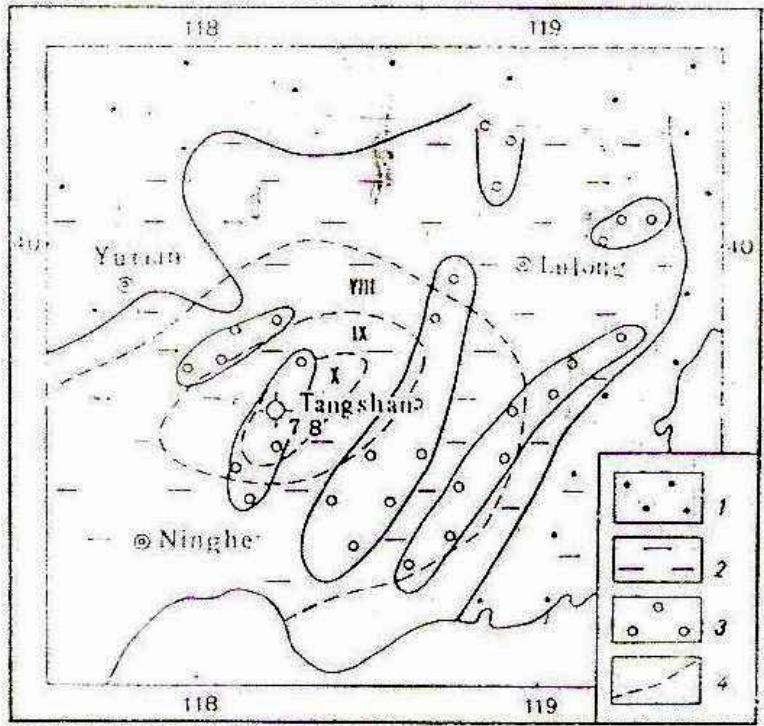 118 119
40 40
Yutian
Lulong
VIII
IX
X
Tangshan
7 8
Ninghe
1
2
3
4
118 119